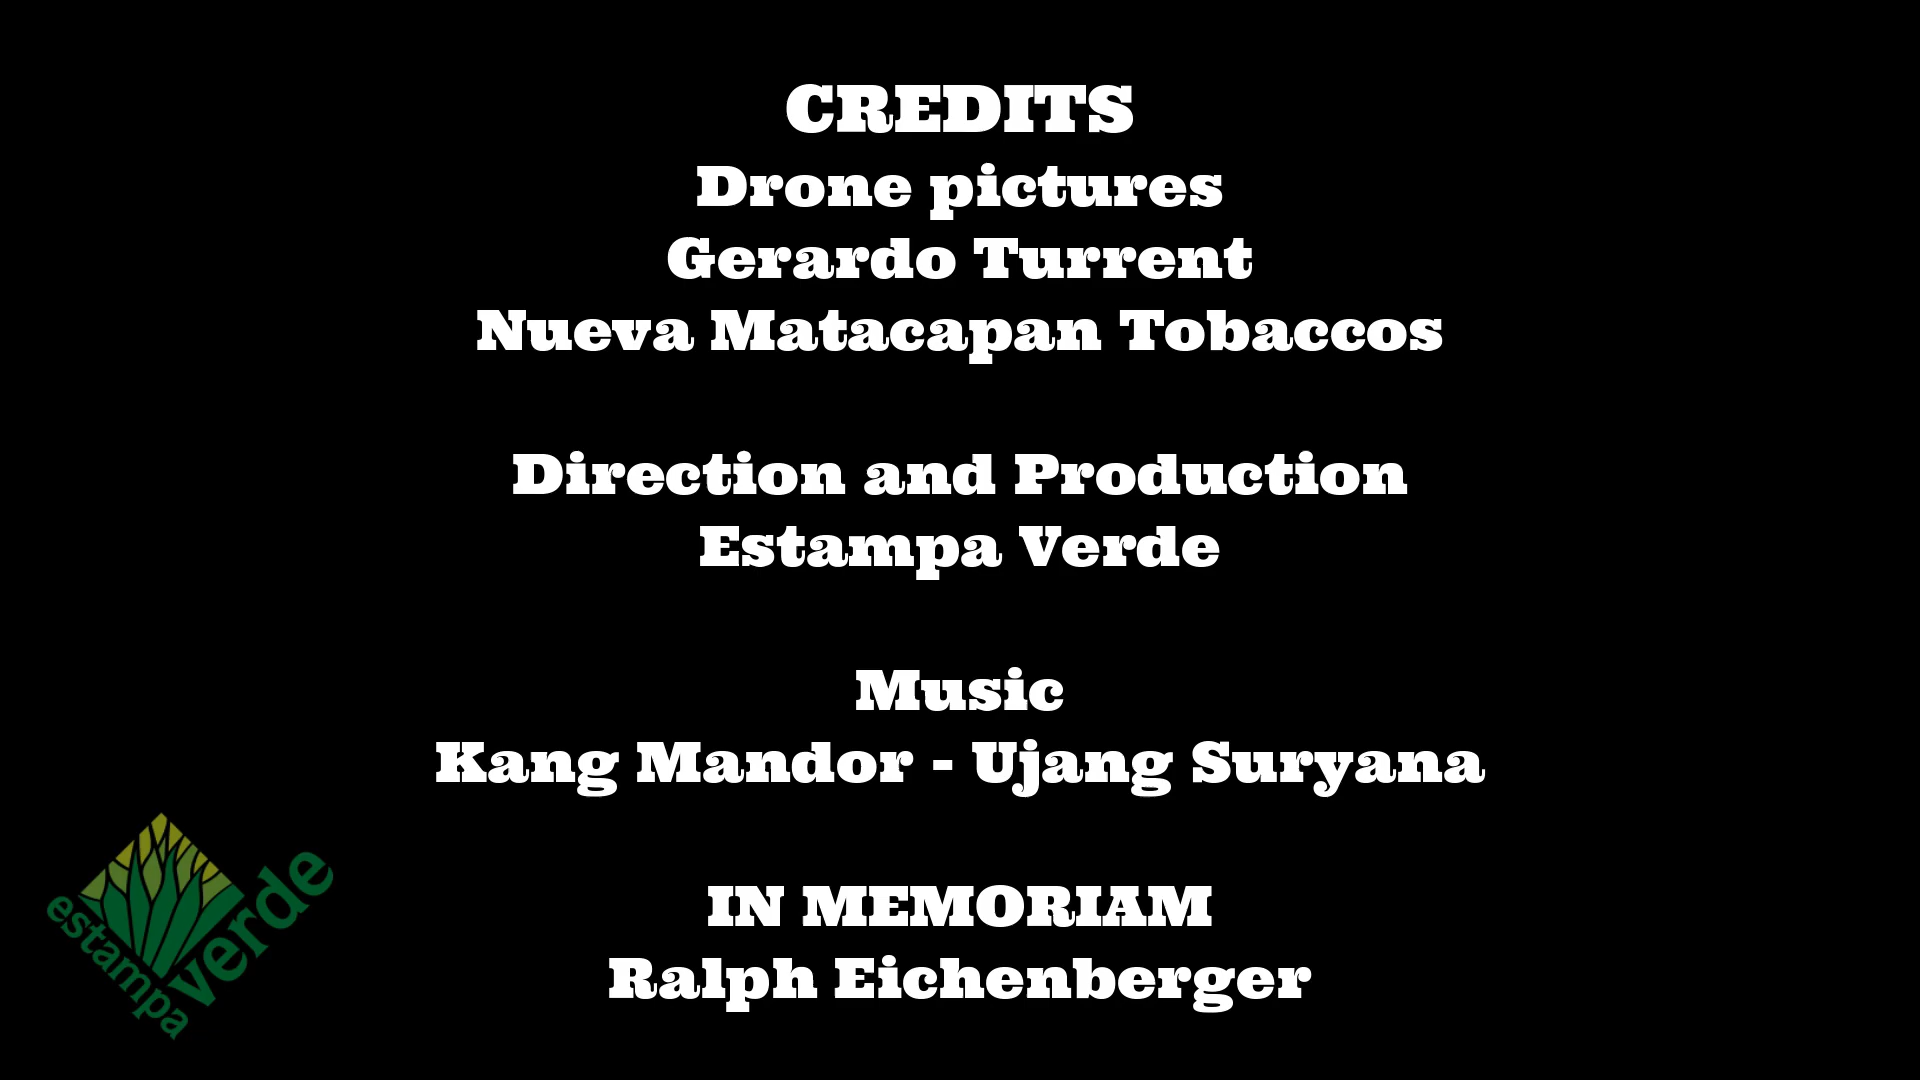 CREDITS
Drone pictures
Gerardo Turrent
Nueva Matacapan Tobaccos
Direction and Production
Estampa Verde
Music
Kang Mandor - Ujang Suryana
IN MEMORIAM
Ralph Eichenberger
estampa
verde